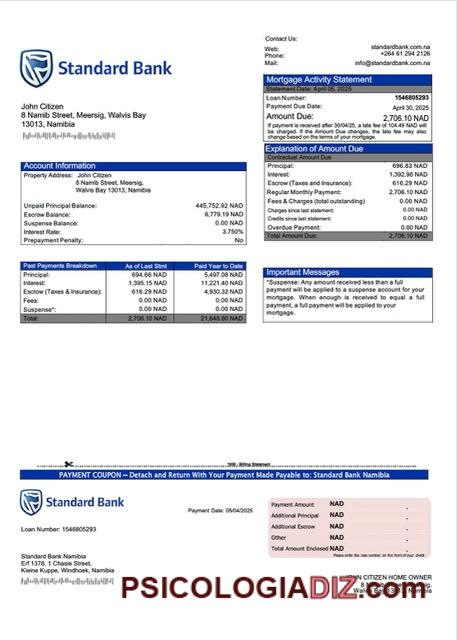 Contact Us:
Web: standardbank.com.na
Phone: +264 61 294 2126
Mail: info@standardbank.com.na
Standard Bank
John Citizen
8 Namib Street, Meersig, Walvis Bay
13013, Namibia
Mortgage Activity Statement
Statement Date: April 05, 2025
Loan Number: 1546805293
Payment Due Date: April 30, 2025
Amount Due: 2,706.10 NAD
If payment is received after 30/04/25, a late fee of 104.49 NAD will
be charged. If the Amount Due changes, the late fee may also
change based on the terms of your mortgage.
Explanation of Amount Due
Contractual Amount Due
Principal: 696.83 NAD
Interest: 1,392.98 NAD
Escrow (Taxes and Insurance): 616.29 NAD
Regular Monthly Payment: 2,706.10 NAD
Fees & Charges (total outstanding) 0.00 NAD
Charges since last statement: 0.00 NAD
Credits since last statement: 0.00 NAD
Overdue Payment: 0.00 NAD
Total Amount Due: 2,706.10 NAD
Account Information
Property Address: John Citizen
8 Namib Street, Meersig,
Walvis Bay 13013, Namibia
Unpaid Principal Balance: 445,752.92 NAD
Escrow Balance: 6,779.19 NAD
Suspense Balance: 0.00 NAD
Interest Rate: 3.750%
Prepayment Penalty: No
Past Payments Breakdown As of Last Stmt Paid Year to Date
Principal: 694.66 NAD 5,497.08 NAD
Interest: 1,395.15 NAD 11,221.40 NAD
Escrow (Taxes & Insurance): 616.29 NAD 4,930.32 NAD
Fees: 0.00 NAD 0.00 NAD
Suspense*: 0.00 NAD 0.00 NAD
Total: 2,706.10 NAD 21,648.80 NAD
Important Messages
*Suspense: Any amount received less than a full
payment will be applied to a suspense account for your
mortgage. When enough is received to equal a full
payment, a full payment will be applied to your
mortgage.
1098 - Billing Statement
PAYMENT COUPON – Detach and Return With Your Payment Made Payable to: Standard Bank Namibia
Standard Bank
Payment Date: 05/04/2025
Loan Number: 1546805293
Payment Amount NAD .
Additional Principal NAD .
Additional Escrow NAD .
Other NAD .
Total Amount Enclosed NAD .
Please write the loan number on the front of your check
Standard Bank Namibia
Erf 1378, 1 Chasie Street,
Kleine Kuppe, Windhoek, Namibia
JOHN CITIZEN HOME OWNER
PSICOLOGIADIZ.com